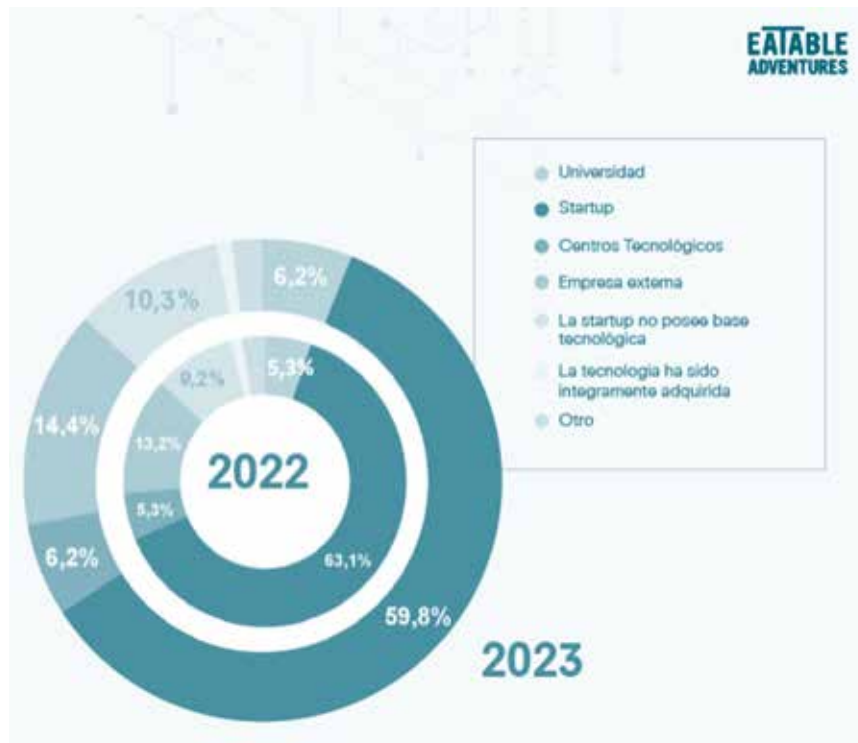 EATABLE
ADVENTURES
Universidad
Startup
Centros Tecnológicos
Empresa externa
La startup no posee base
tecnológica
La tecnología ha sido
integramente adquirida
Otro
6,2%
10,3%
5,3%
9,2%
14,4%
13,2%
2022
5,3%
6,2%
63,1%
59,8%
2023